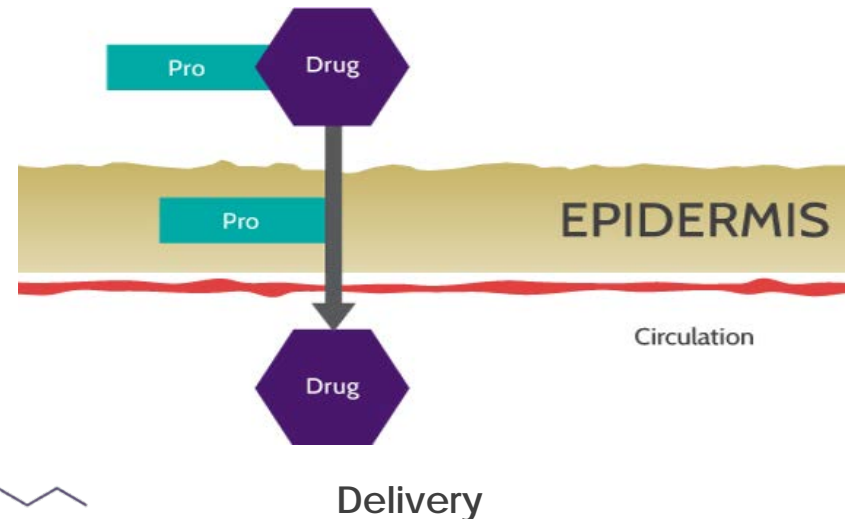 Pro
Drug
Pro
EPIDERMIS
Circulation
Drug
Delivery